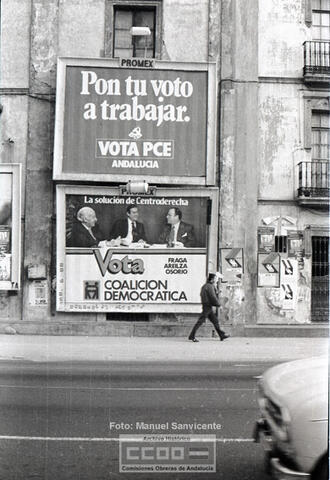 PROMEX
Pon tu voto
a trabajar.
VOTA PCE
ANDALUCIA
PROMEX
La solución de Centroderecha
Vota
FRAGA
AREILZA
OSORIO
COALICION
DEMOCRATICA
Foto: Manuel Sanvicente
Archivo Histórico
CCOO
Comisiones Obreras de Andalucía